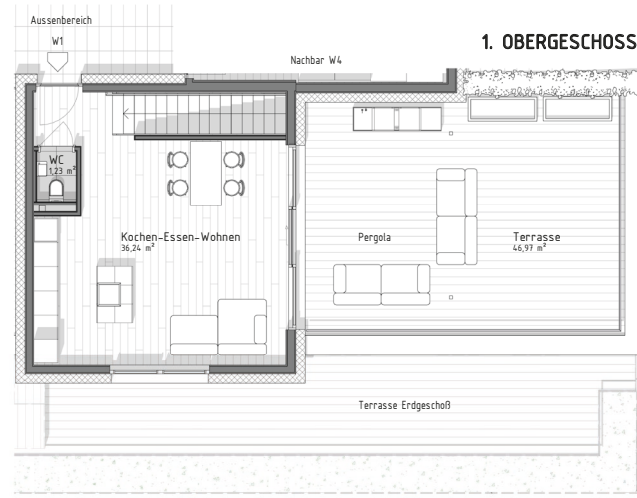 Aussenbereich
1. OBERGESCHOSS
W1
Nachbar W4
WC
1,23 m²
Kochen-Essen-Wohnen
36,24 m²
Pergola
Terrasse
46,97 m²
Terrasse Erdgeschoß